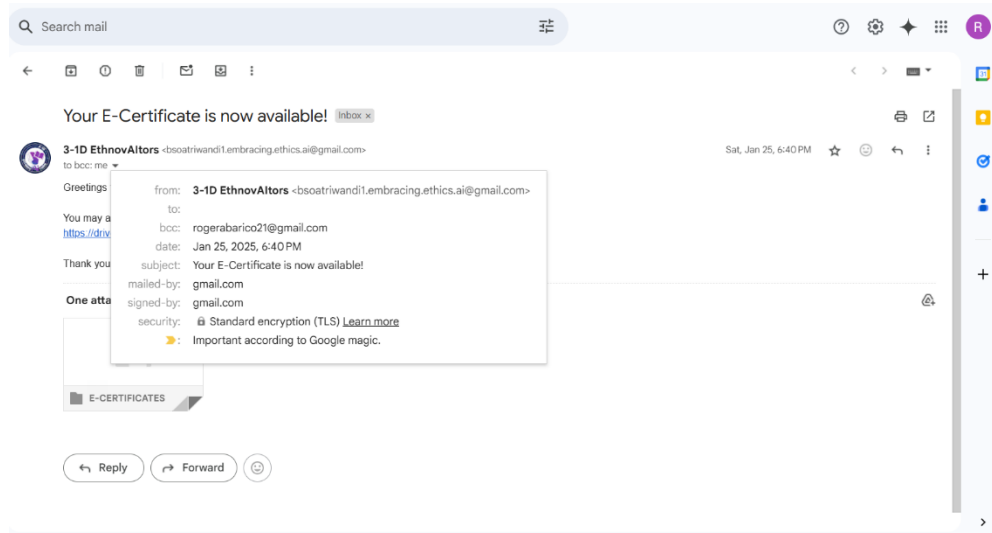 Search mail
R
31
Your E-Certificate is now available! Inbox ×
3-1D EthnovAItors <bsoatriwandi1.embracing.ethics.ai@gmail.com> Sat, Jan 25, 6:40 PM
to bcc: me
Greetings
from: 3-1D EthnovAItors <bsoatriwandi1.embracing.ethics.ai@gmail.com>
to:
You may a
bcc: rogerabarico21@gmail.com
https://driv
date: Jan 25, 2025, 6:40 PM
Thank you
subject: Your E-Certificate is now available!
mailed-by: gmail.com
One atta
signed-by: gmail.com
security: Standard encryption (TLS) Learn more
: Important according to Google magic.
E-CERTIFICATES
Reply Forward